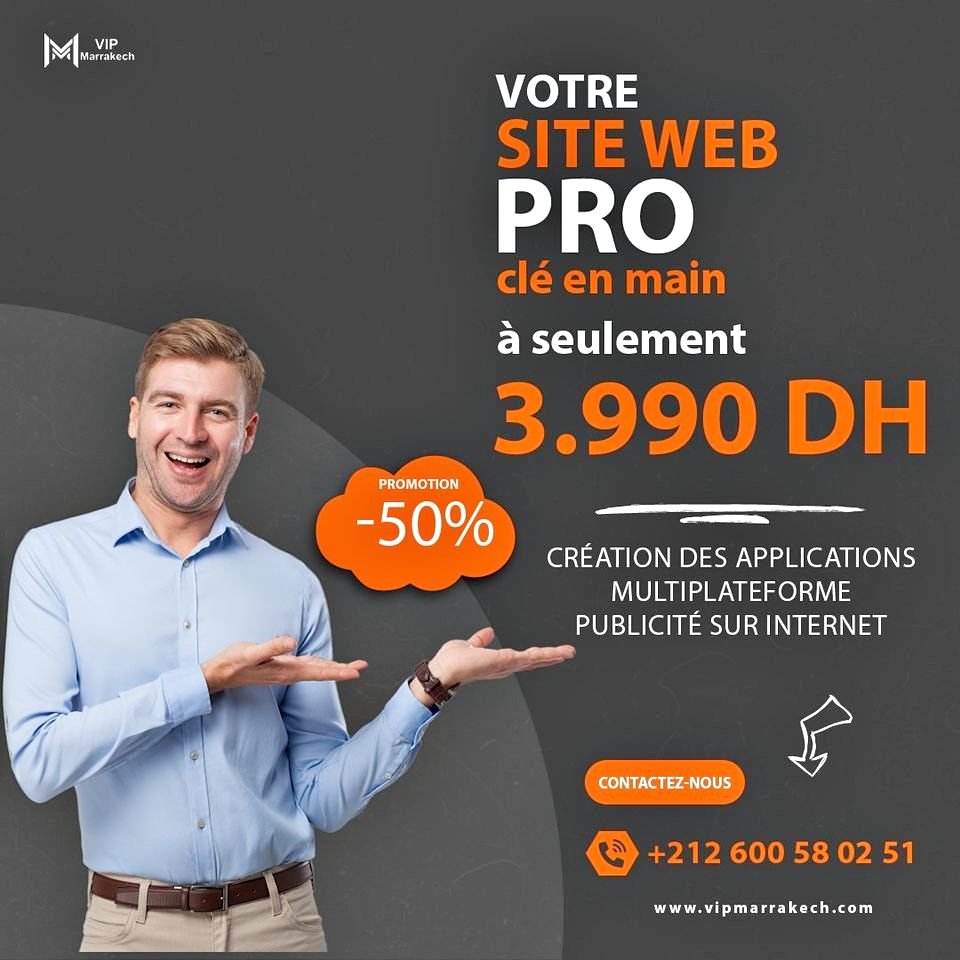 VIP
Marrakech
VOTRE
SITE WEB
PRO
clé en main
à seulement
3.990 DH
PROMOTION
-50%
CRÉATION DES APPLICATIONS
MULTIPLATEFORME
PUBLICITÉ SUR INTERNET
CONTACTEZ-NOUS
+212 600 58 02 51
www.vipmarrakech.com